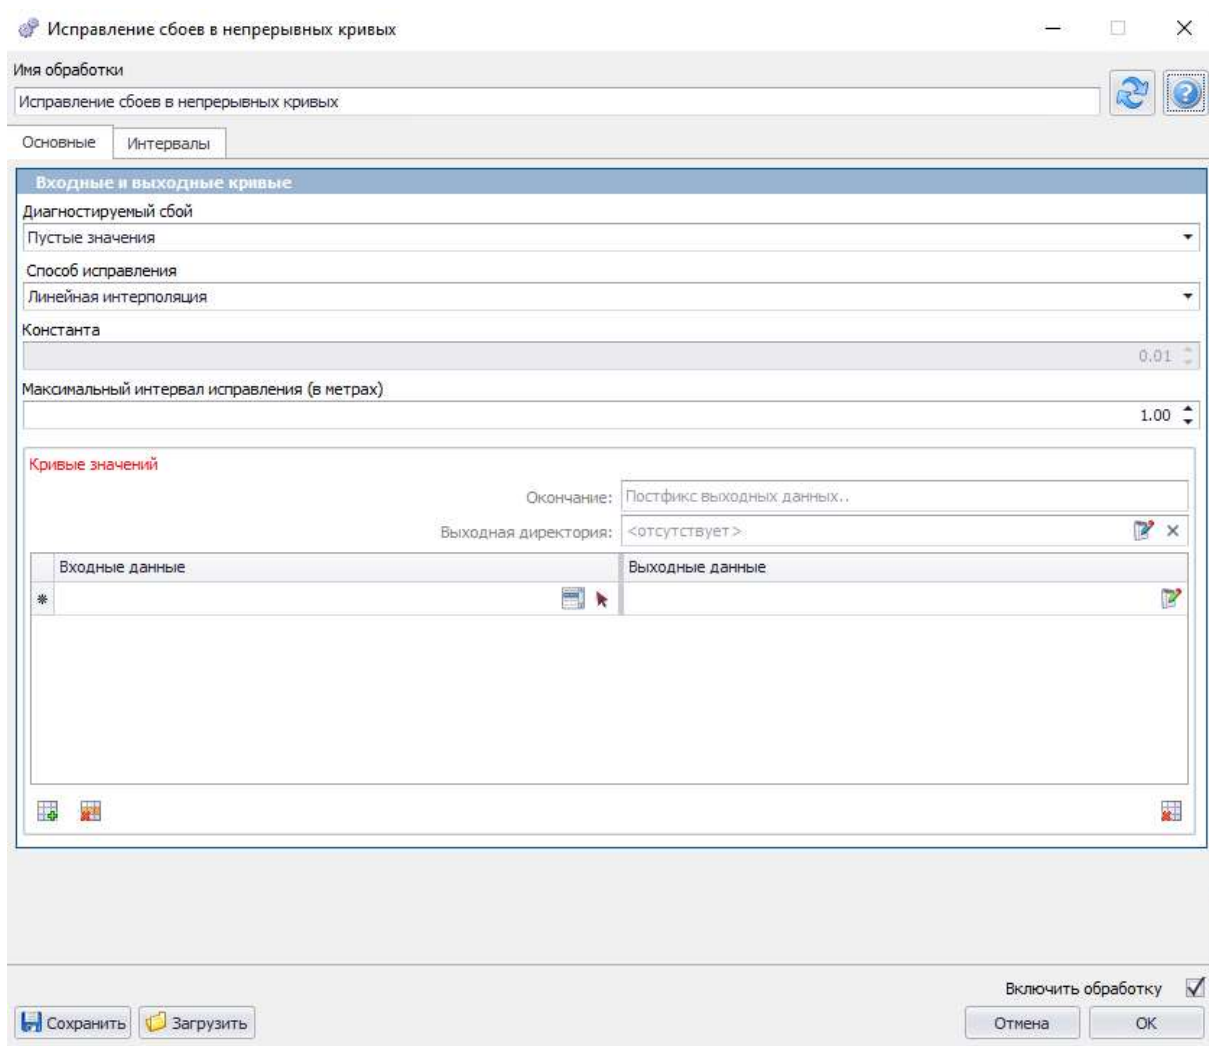 Исправление сбоев в непрерывных кривых
Имя обработки
Исправление сбоев в непрерывных кривых
Основные
Интервалы
Входные и выходные кривые
Диагностируемый сбой
Пустые значения
Способ исправления
Линейная интерполяция
Константа
0.01
Максимальный интервал исправления (в метрах)
1.00
Кривые значений
Окончание: Постфикс выходных данных..
Выходная директория: <отсутствует>
Входные данные Выходные данные
Включить обработку
Сохранить Загрузить Отмена ОК